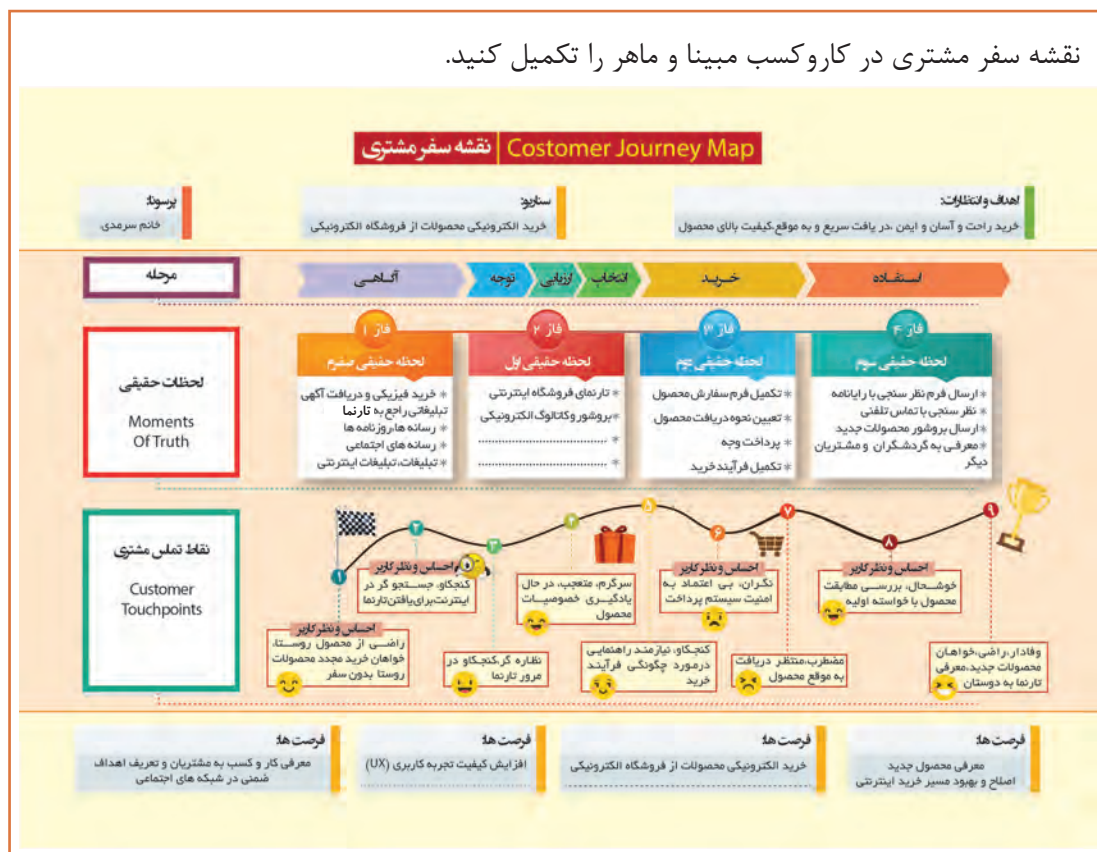 نقشه سفر مشتری در کاروکسب مبینا و ماهر را تکمیل کنید.
نقشه سفر مشتری | Costomer Journey Map
اهداف و انتظارات:
خرید راحت و آسان و ایمن ،در یافت سریع و به موقع،کیفیت بالای محصول
سناریو:
خرید الکترونیکی محصولات از فروشگاه الکترونیکی
پرسونا:
خانم سرمدی
مرحله
آگاهی
توجه
ارزیابی
انتخاب
خرید
استفاده
لحظات حقیقی
Moments
Of Truth
فاز ۱
لحظه حقیقی صفرم
* خرید فیزیکی و دریافت آگهی
تبلیغاتی راجع به تارنما
* رسانه ها،روزنامه ها
* رسانه های اجتماعی
* تبلیغات،تبلیغات اینترنتی
فاز ۲
لحظه حقیقی اول
* تارنمای فروشگاه اینترنتی
* بروشور و کاتالوگ الکترونیکی
* ..............................
* ..............................
فاز ۳
لحظه حقیقی دوم
* تکمیل فرم سفارش محصول
* تعیین نحوه دریافت محصول
* پرداخت وجه
* تکمیل فرآیند خرید
فاز ۴
لحظه حقیقی سوم
* ارسال فرم نظر سنجی با رایانامه
* نظر سنجی با تماس تلفنی
* ارسال بروشور محصولات جدید
* معرفی به گردشگران و مشتریان
دیگر
نقاط تماس مشتری
Customer
Touchpoints
۱
احساس و نظر کاربر
راضی از محصول روستا،
خواهان خرید مجدد محصولات
روستا بدون سفر
۲
احساس و نظر کاربر
کنجکاو، جستجو گر در
اینترنت برای یافتن تارنما
۳
نظاره گر،کنجکاو در
مرور تارنما
۴
سرگرم، متعجب، در حال
یادگیری خصوصیات
محصول
۵
کنجکاو، نیازمند راهنمایی
درمورد چگونگی فرآیند
خرید
۶
احساس و نظر کاربر
نگران، بی اعتماد به
امنیت سیستم پرداخت
۷
مضطرب،منتظر دریافت
به موقع محصول
۸
احساس و نظر کاربر
خوشحال، بررسی مطابقت
محصول با خواسته اولیه
۹
وفادار،راضی،خواهان
محصولات جدید،معرفی
تارنما به دوستان
فرصت ها:
معرفی کار و کسب به مشتریان و تعریف اهداف
ضمنی در شبکه های اجتماعی
فرصت ها:
افزایش کیفیت تجربه کاربری (UX)
..............................
فرصت ها:
خرید الکترونیکی محصولات از فروشگاه الکترونیکی
..............................
فرصت ها:
معرفی محصول جدید
اصلاح و بهبود مسیر خرید اینترنتی